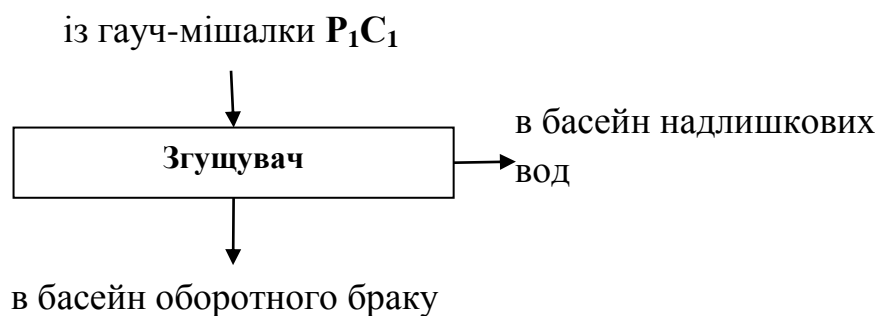 із гауч-мішалки P₁C₁
Згущувач
в басейн надлишкових
вод
в басейн оборотного браку